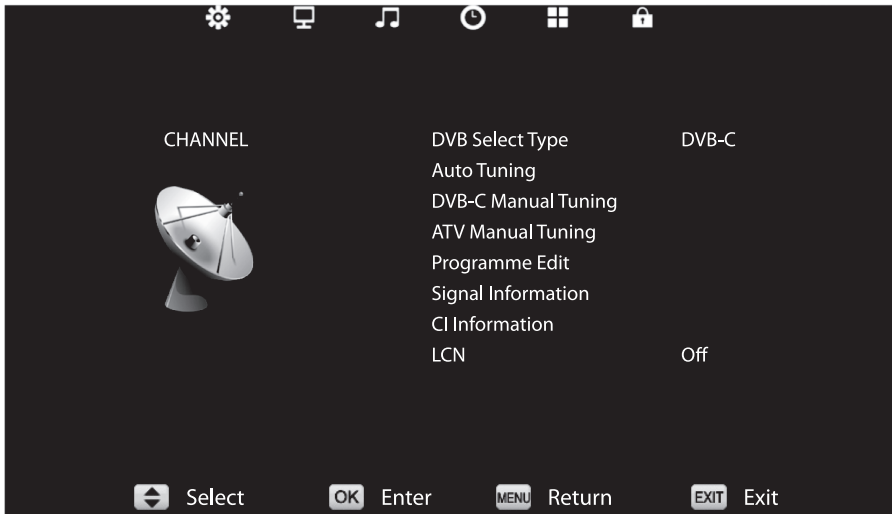 CHANNEL
DVB Select Type DVB-C
Auto Tuning
DVB-C Manual Tuning
ATV Manual Tuning
Programme Edit
Signal Information
CI Information
LCN Off
Select OK Enter MENU Return EXIT Exit